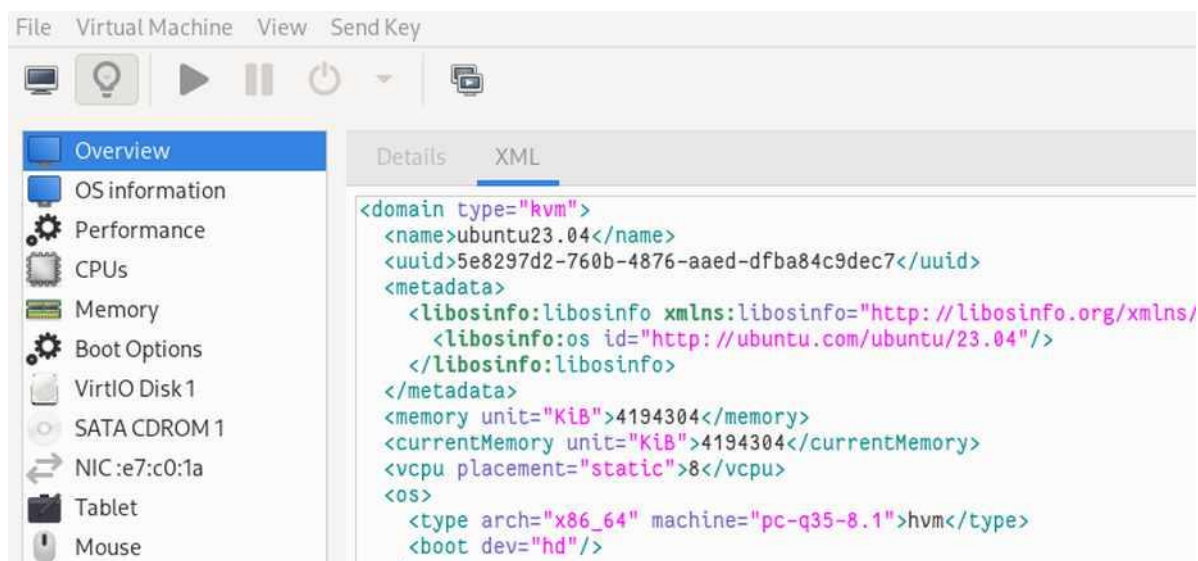 File Virtual Machine View Send Key
Overview
OS information
Performance
CPUs
Memory
Boot Options
VirtIO Disk 1
SATA CDROM 1
NIC :e7:c0:1a
Tablet
Mouse
Details XML
<domain type="kvm">
<name>ubuntu23.04</name>
<uuid>5e8297d2-760b-4876-aaed-dfba84c9dec7</uuid>
<metadata>
<libosinfo:libosinfo xmlns:libosinfo="http://libosinfo.org/xmlns/
<libosinfo:os id="http://ubuntu.com/ubuntu/23.04"/>
</libosinfo:libosinfo>
</metadata>
<memory unit="KiB">4194304</memory>
<currentMemory unit="KiB">4194304</currentMemory>
<vcpu placement="static">8</vcpu>
<os>
<type arch="x86_64" machine="pc-q35-8.1">hvm</type>
<boot dev="hd"/>